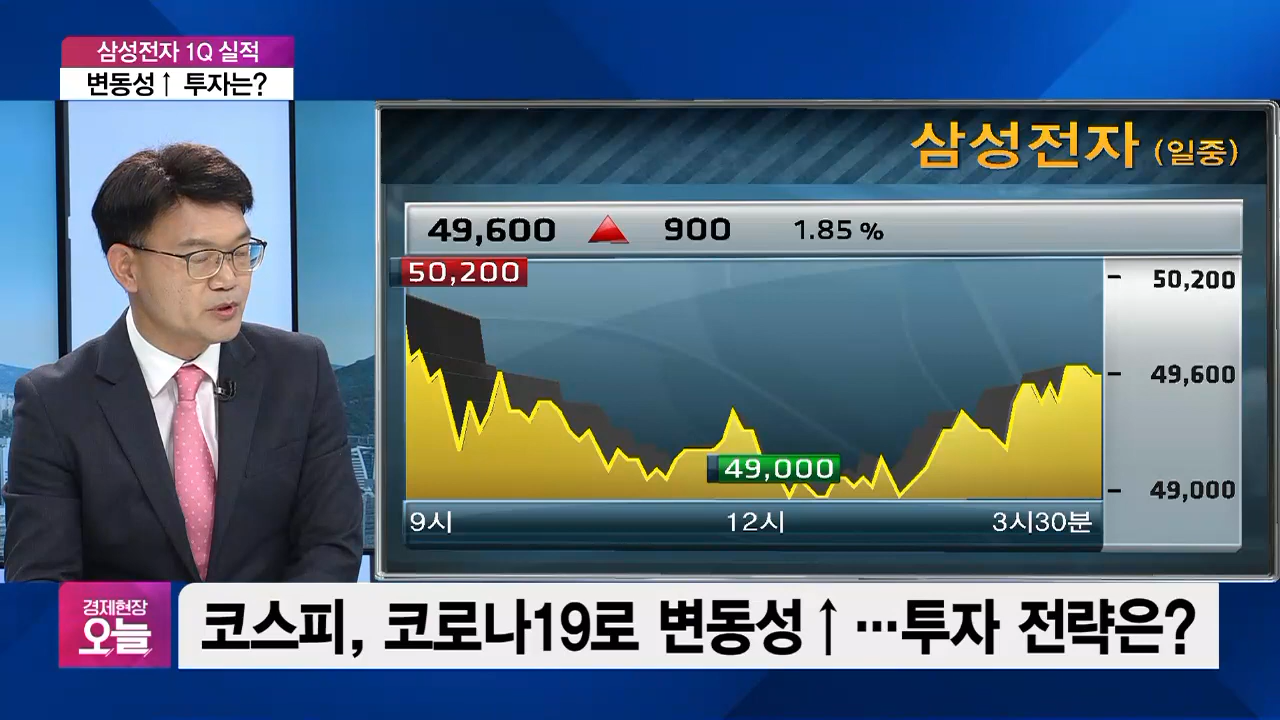 삼성전자 1Q 실적
변동성↑ 투자는?
삼성전자 (일중)
49,600 ▲ 900 1.85 %
50,200
50,200
49,600
49,000
49,000
9시 12시 3시30분
경제현장
오늘
코스피, 코로나19로 변동성↑…투자 전략은?